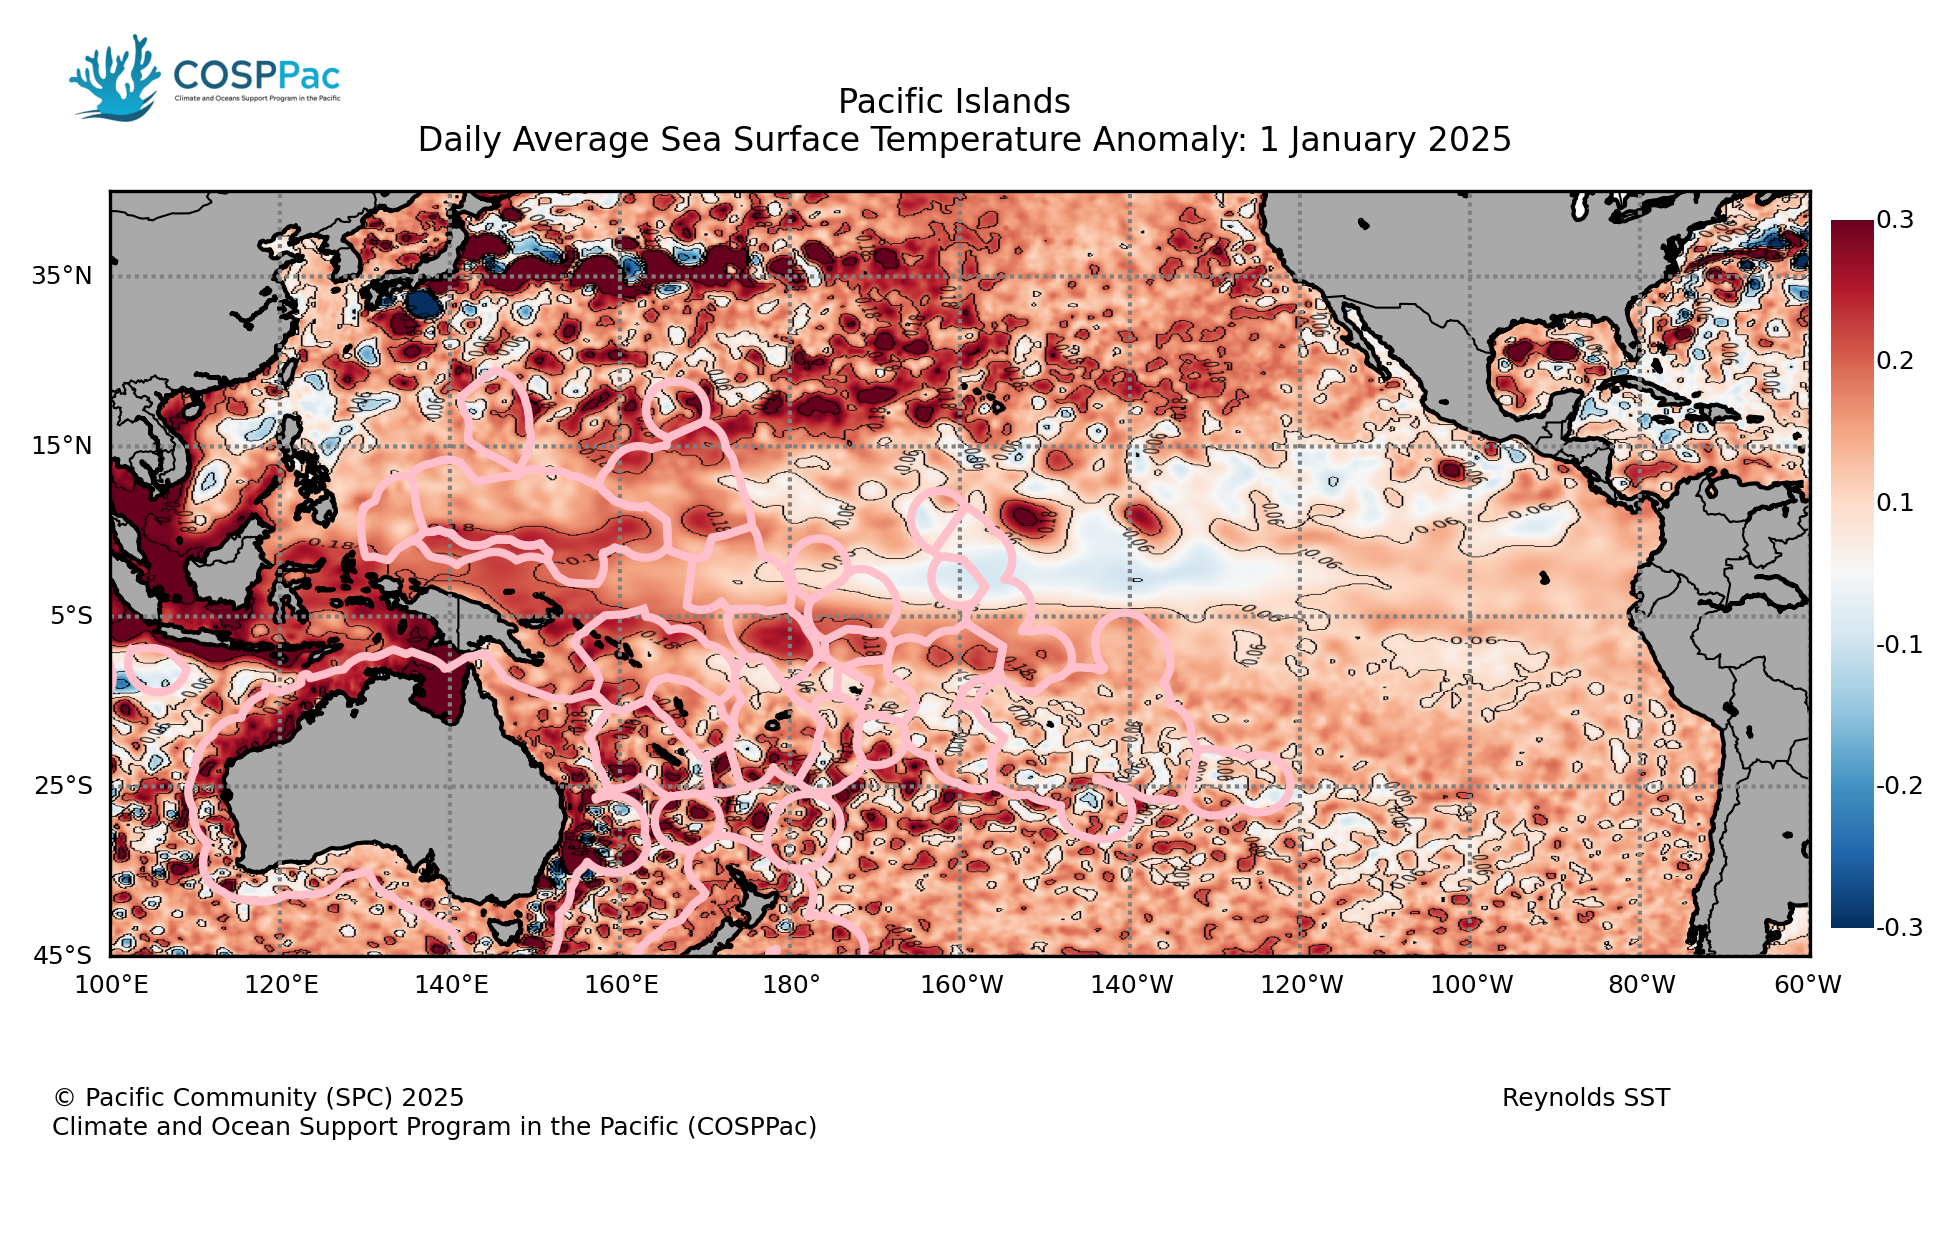 COSPPac
Climate and Oceans Support Program in the Pacific
Pacific Islands
Daily Average Sea Surface Temperature Anomaly: 1 January 2025
35°N
15°N
5°S
25°S
45°S
100°E 120°E 140°E 160°E 180° 160°W 140°W 120°W 100°W 80°W 60°W
0.3
0.2
0.1
-0.1
-0.2
-0.3
© Pacific Community (SPC) 2025
Climate and Ocean Support Program in the Pacific (COSPPac)
Reynolds SST